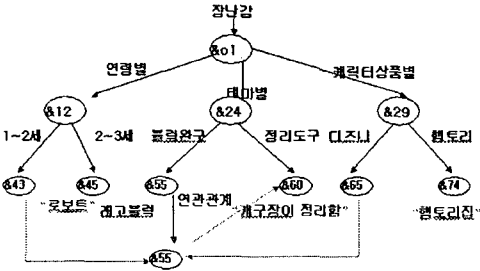 장난감
&o1
연령별
테마별
캐릭터상품별
&12
&24
&29
1~2세
2~3세
블럭완구
정리도구
디즈니
햄토리
&43
&45
&55
&60
&65
&74
"로보트"
레고블럭
연관관계
"개구장이 정리함"
"햄토리집"
&55